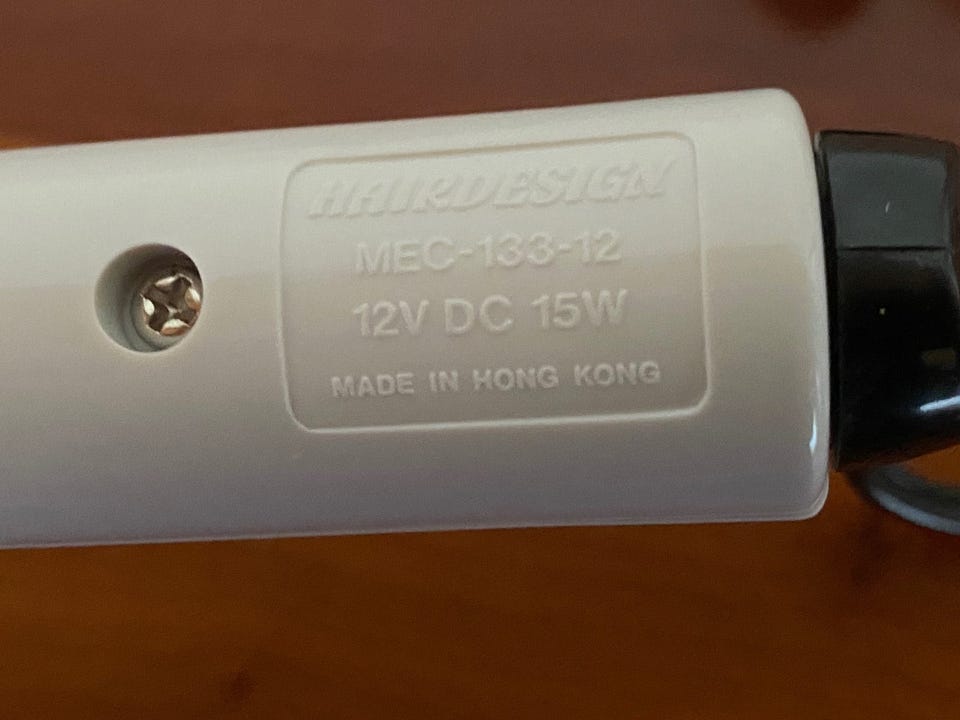 HAIRDESIGN
MEC-133-12
12V DC 15W
MADE IN HONG KONG